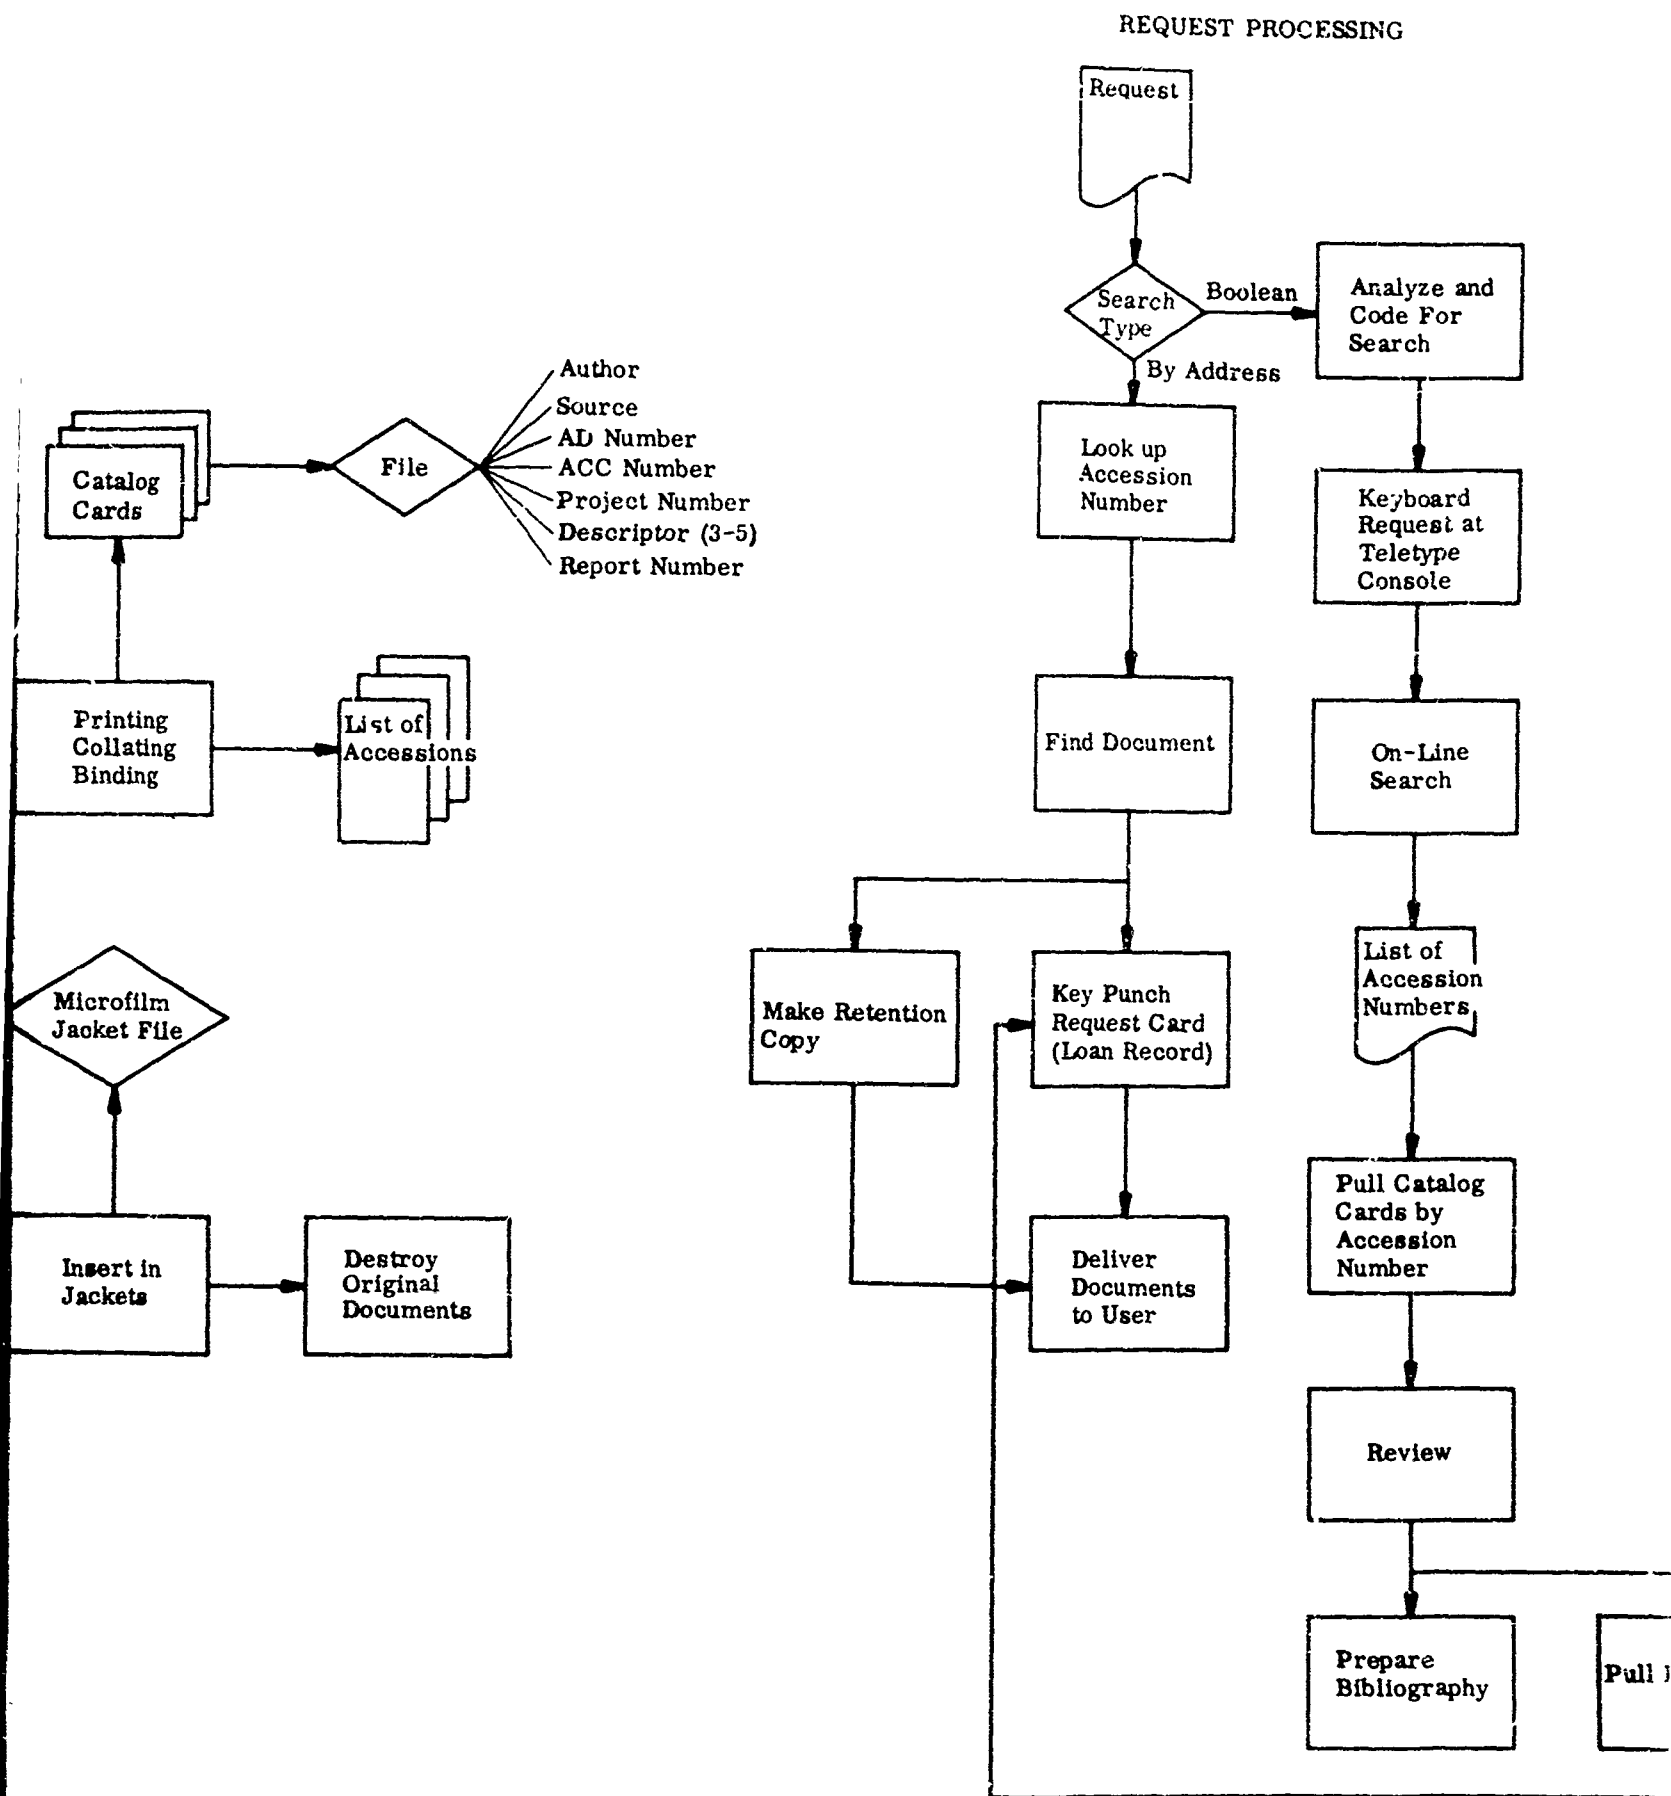 REQUEST PROCESSING
Request
Search
Type
Boolean
By Address
Analyze and
Code For
Search
Look up
Accession
Number
Keyboard
Request at
Teletype
Console
Find Document
On-Line
Search
Make Retention
Copy
Key Punch
Request Card
(Loan Record)
List of
Accession
Numbers
Deliver
Documents
to User
Pull Catalog
Cards by
Accession
Number
Review
Prepare
Bibliography
Pull
Catalog
Cards
File
Author
Source
AD Number
ACC Number
Project Number
Descriptor (3-5)
Report Number
Printing
Collating
Binding
List of
Accessions
Microfilm
Jacket File
Insert in
Jackets
Destroy
Original
Documents